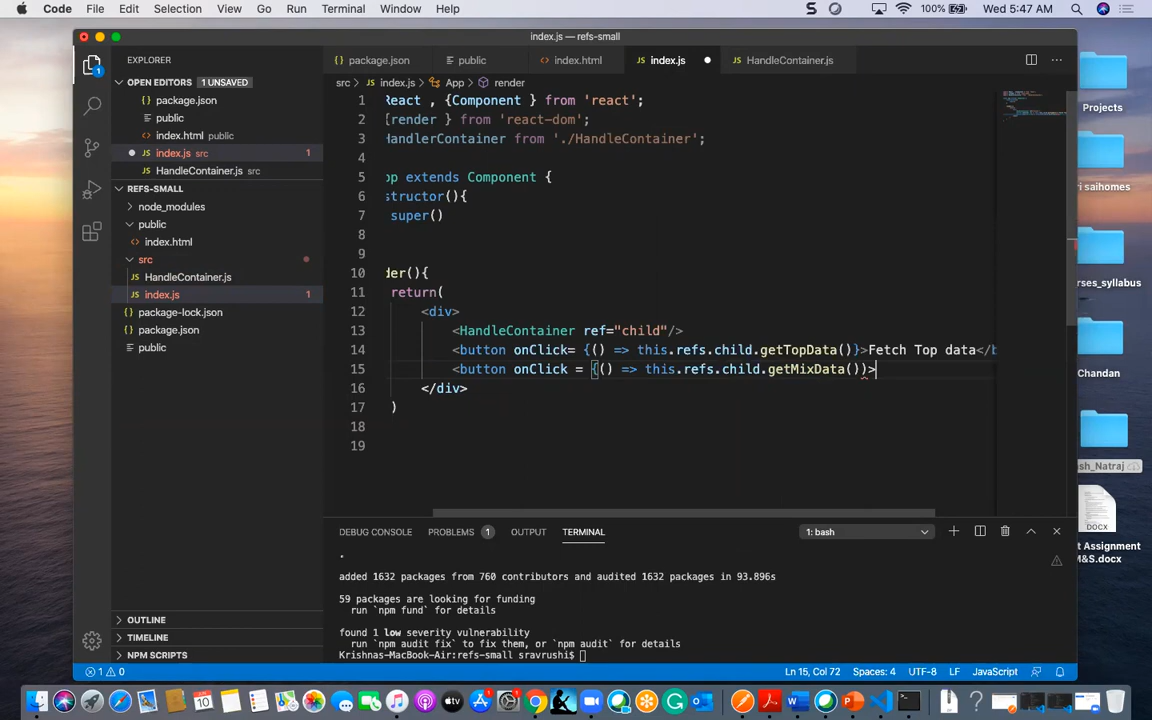 Code File Edit Selection View Go Run Terminal Window Help
100% Wed 5:47 AM
index.js — refs-small
EXPLORER
OPEN EDITORS 1 UNSAVED
package.json
public
index.html public
index.js src 1
HandleContainer.js src
REFS-SMALL
node_modules
public
index.html
src
HandleContainer.js
index.js 1
package-lock.json
package.json
public
OUTLINE
TIMELINE
NPM SCRIPTS
package.json public index.html index.js HandleContainer.js
src > index.js > App > render
1 React , {Component } from 'react';
2 {render } from 'react-dom';
3 HandlerContainer from './HandleContainer';
4
5 pp extends Component {
6 structor(){
7 super()
8
9
10 der(){
11 return(
12 <div>
13 <HandleContainer ref="child"/>
14 <button onClick= {() => this.refs.child.getTopData()}>Fetch Top data</b
15 <button onClick = {() => this.refs.child.getMixData())>
16 </div>
17 )
18
19
DEBUG CONSOLE PROBLEMS 1 OUTPUT TERMINAL 1: bash
.
added 1632 packages from 760 contributors and audited 1632 packages in 93.896s
59 packages are looking for funding
run `npm fund` for details
found 1 low severity vulnerability
run `npm audit fix` to fix them, or `npm audit` for details
Krishnas-MacBook-Air:refs-small sravrushi$
1 0 Ln 15, Col 72 Spaces: 4 UTF-8 LF JavaScript
Projects
ri saihomes
rses_syllabus
Chandan
sh_Natraj
DOCX
t Assignment
M&S.docx